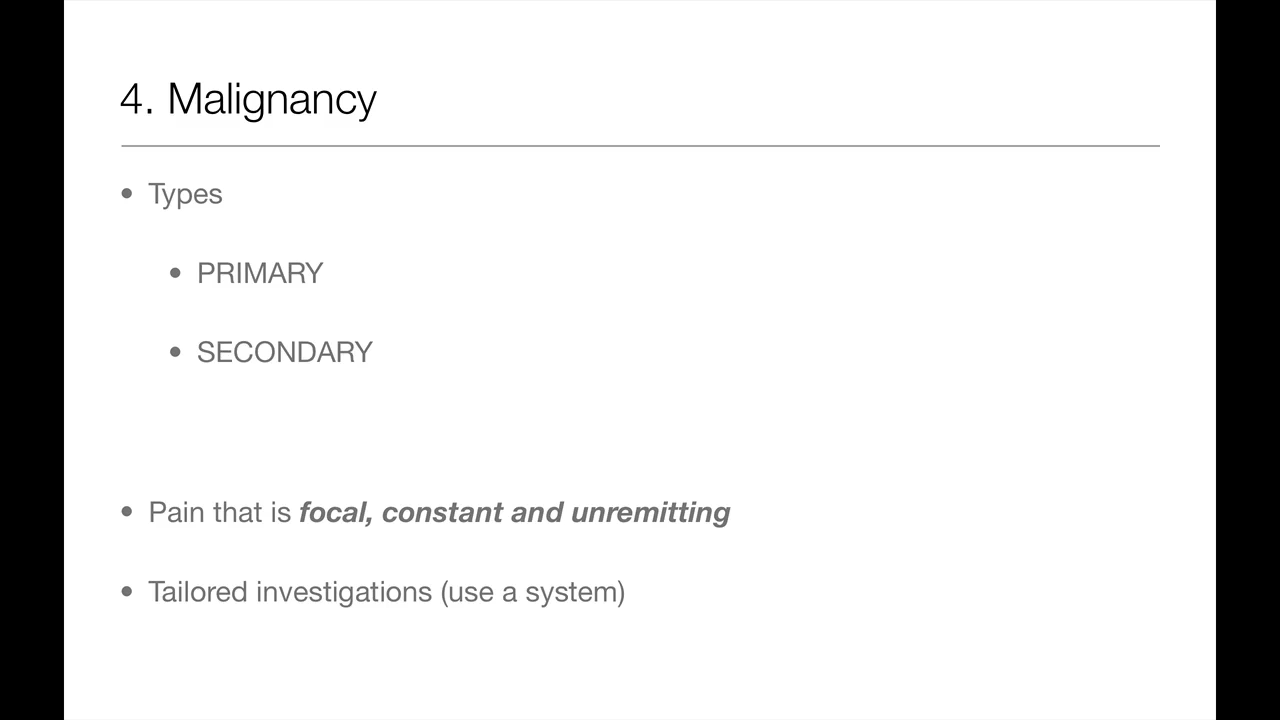 4. Malignancy
• Types
• PRIMARY
• SECONDARY
• Pain that is focal, constant and unremitting
• Tailored investigations (use a system)